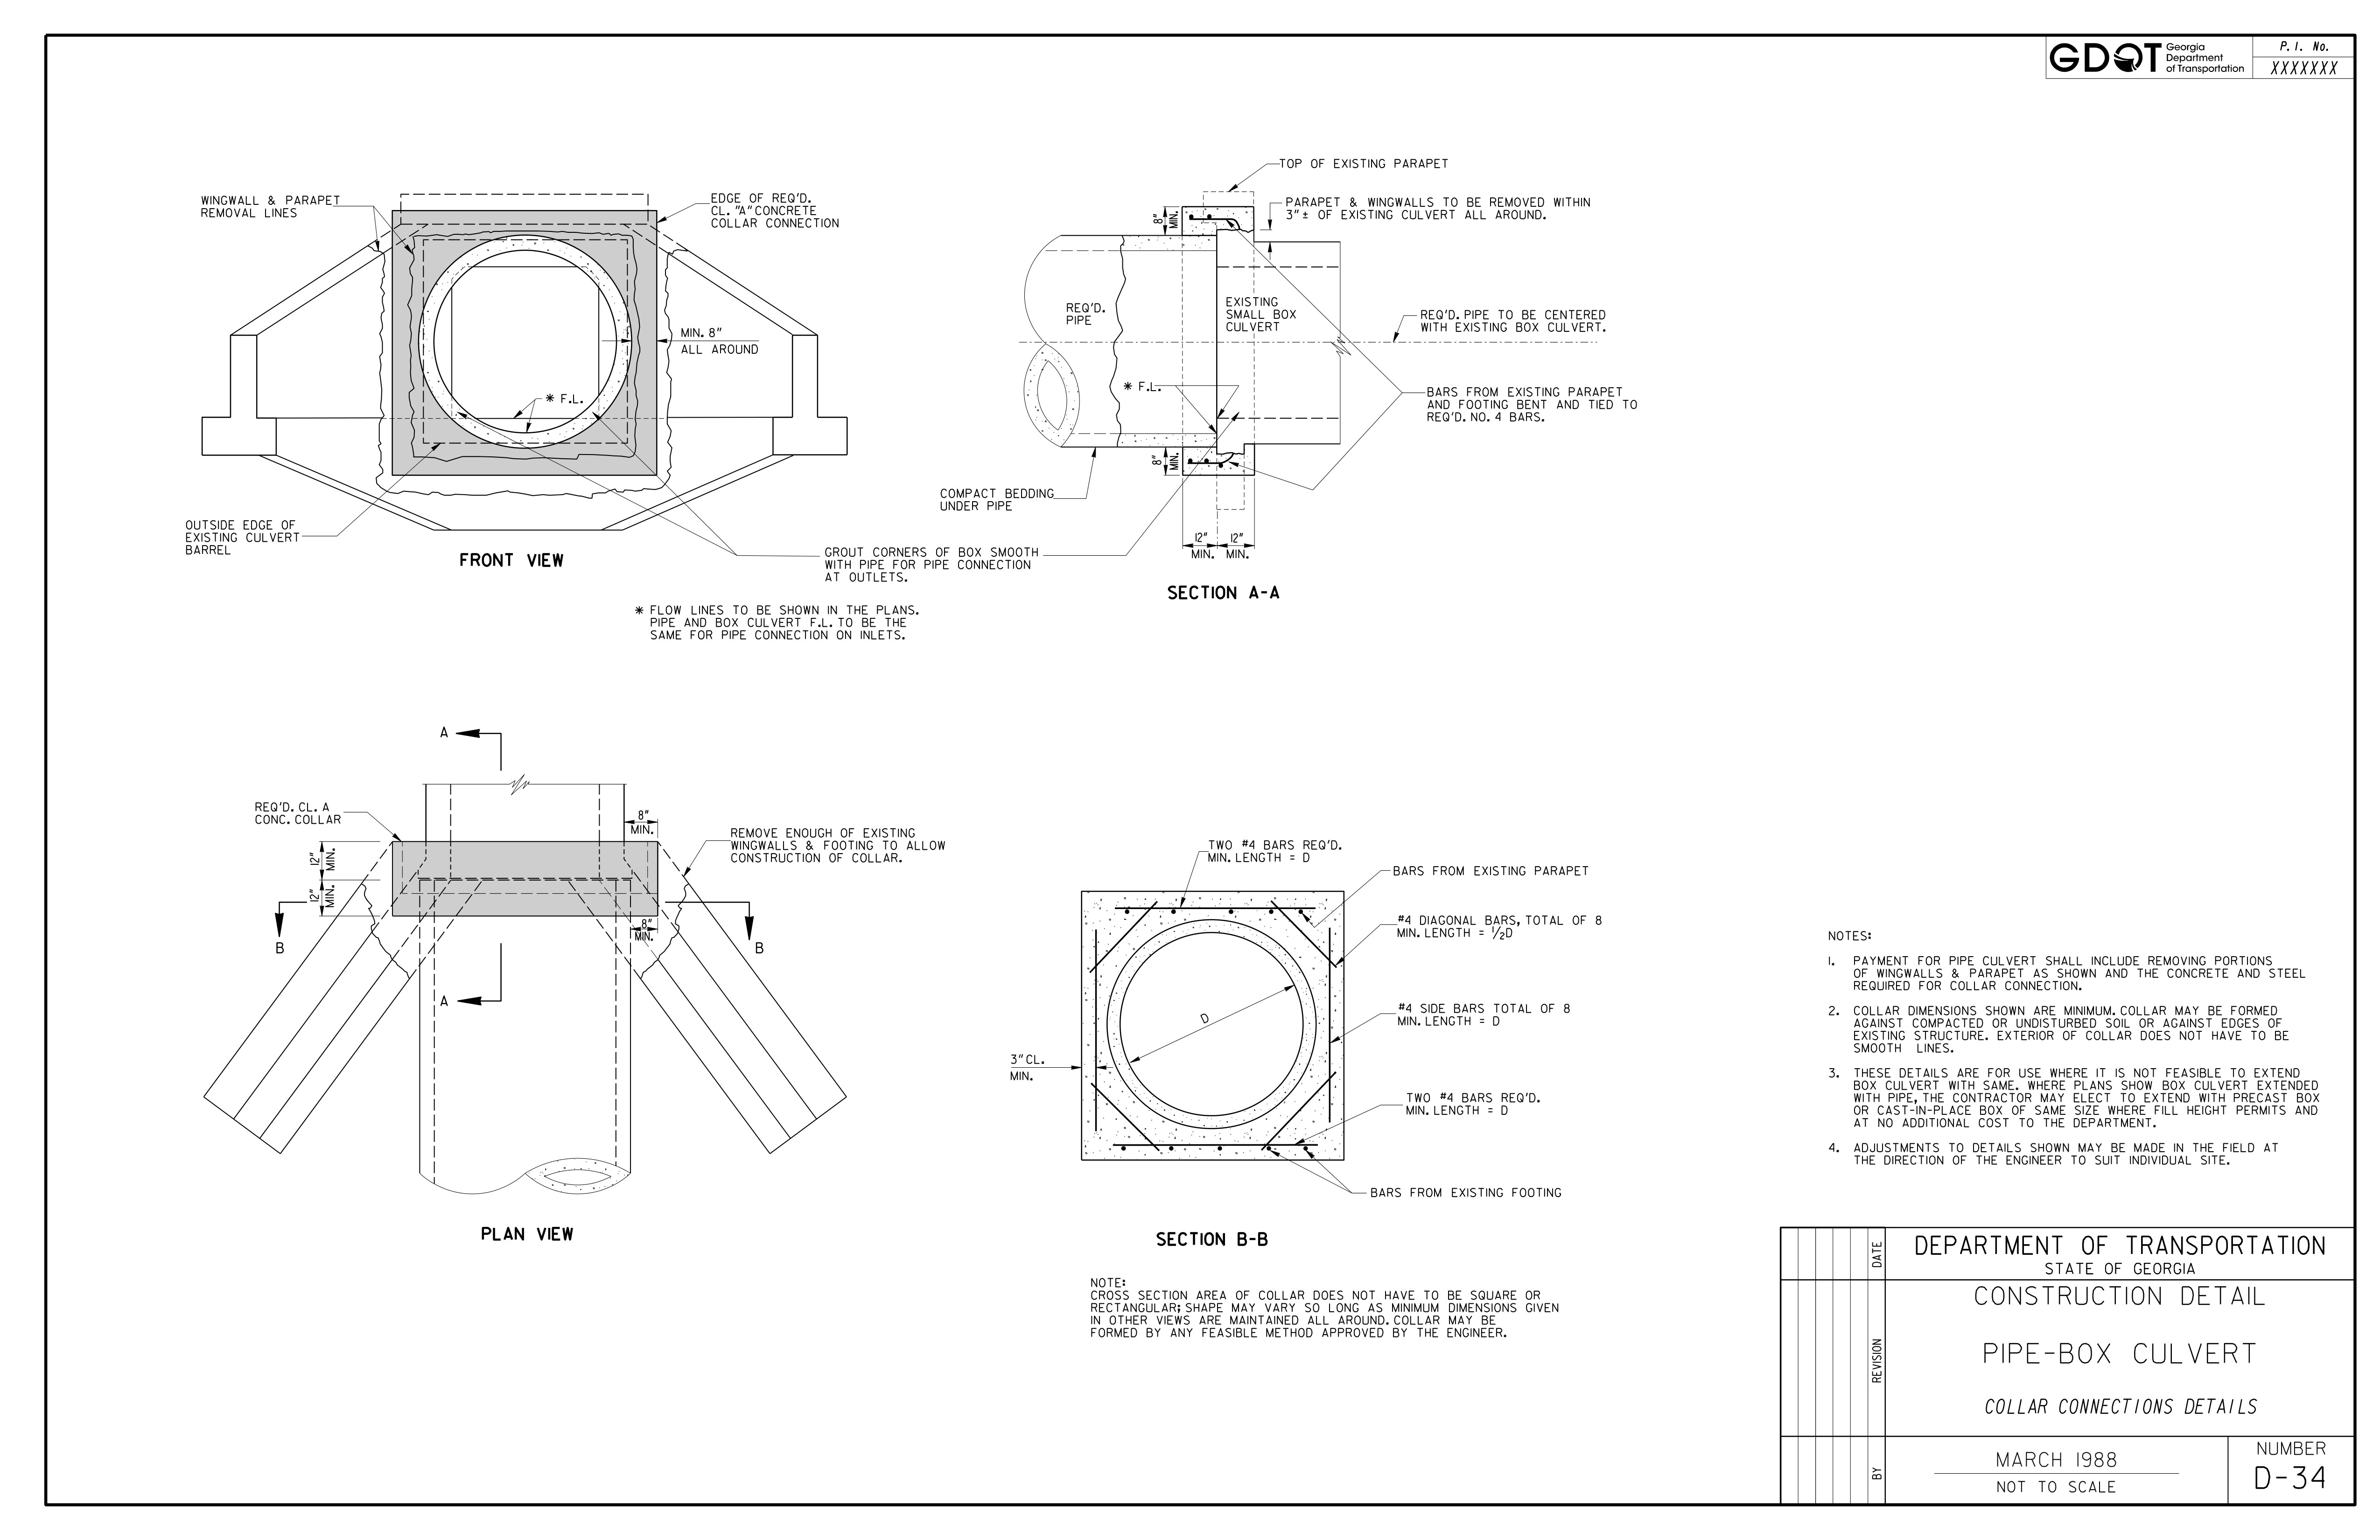 GDOT Georgia
Department
of Transportation
P. I. No.
XXXXXXX
WINGWALL & PARAPET
REMOVAL LINES
EDGE OF REQ'D.
CL. "A" CONCRETE
COLLAR CONNECTION
MIN. 8"
ALL AROUND
* F.L.
OUTSIDE EDGE OF
EXISTING CULVERT
BARREL
FRONT VIEW
GROUT CORNERS OF BOX SMOOTH
WITH PIPE FOR PIPE CONNECTION
AT OUTLETS.
* FLOW LINES TO BE SHOWN IN THE PLANS.
PIPE AND BOX CULVERT F.L. TO BE THE
SAME FOR PIPE CONNECTION ON INLETS.
TOP OF EXISTING PARAPET
PARAPET & WINGWALLS TO BE REMOVED WITHIN
3"± OF EXISTING CULVERT ALL AROUND.
8"
MIN.
REQ'D.
PIPE
EXISTING
SMALL BOX
CULVERT
REQ'D. PIPE TO BE CENTERED
WITH EXISTING BOX CULVERT.
* F.L.
BARS FROM EXISTING PARAPET
AND FOOTING BENT AND TIED TO
REQ'D. NO. 4 BARS.
8"
MIN.
COMPACT BEDDING
UNDER PIPE
12"
MIN.
12"
MIN.
SECTION A-A
A
REQ'D. CL. A
CONC. COLLAR
8"
MIN.
REMOVE ENOUGH OF EXISTING
WINGWALLS & FOOTING TO ALLOW
CONSTRUCTION OF COLLAR.
12"
MIN.
12"
MIN.
8"
MIN.
B
B
A
PLAN VIEW
TWO #4 BARS REQ'D.
MIN. LENGTH = D
BARS FROM EXISTING PARAPET
#4 DIAGONAL BARS, TOTAL OF 8
MIN. LENGTH = 1/2D
D
#4 SIDE BARS TOTAL OF 8
MIN. LENGTH = D
3" CL.
MIN.
TWO #4 BARS REQ'D.
MIN. LENGTH = D
BARS FROM EXISTING FOOTING
SECTION B-B
NOTE:
CROSS SECTION AREA OF COLLAR DOES NOT HAVE TO BE SQUARE OR
RECTANGULAR; SHAPE MAY VARY SO LONG AS MINIMUM DIMENSIONS GIVEN
IN OTHER VIEWS ARE MAINTAINED ALL AROUND. COLLAR MAY BE
FORMED BY ANY FEASIBLE METHOD APPROVED BY THE ENGINEER.
NOTES:
1. PAYMENT FOR PIPE CULVERT SHALL INCLUDE REMOVING PORTIONS
OF WINGWALLS & PARAPET AS SHOWN AND THE CONCRETE AND STEEL
REQUIRED FOR COLLAR CONNECTION.
2. COLLAR DIMENSIONS SHOWN ARE MINIMUM. COLLAR MAY BE FORMED
AGAINST COMPACTED OR UNDISTURBED SOIL OR AGAINST EDGES OF
EXISTING STRUCTURE. EXTERIOR OF COLLAR DOES NOT HAVE TO BE
SMOOTH LINES.
3. THESE DETAILS ARE FOR USE WHERE IT IS NOT FEASIBLE TO EXTEND
BOX CULVERT WITH SAME. WHERE PLANS SHOW BOX CULVERT EXTENDED
WITH PIPE, THE CONTRACTOR MAY ELECT TO EXTEND WITH PRECAST BOX
OR CAST-IN-PLACE BOX OF SAME SIZE WHERE FILL HEIGHT PERMITS AND
AT NO ADDITIONAL COST TO THE DEPARTMENT.
4. ADJUSTMENTS TO DETAILS SHOWN MAY BE MADE IN THE FIELD AT
THE DIRECTION OF THE ENGINEER TO SUIT INDIVIDUAL SITE.
DATE
REVISION
BY
DEPARTMENT OF TRANSPORTATION
STATE OF GEORGIA
CONSTRUCTION DETAIL
PIPE-BOX CULVERT
COLLAR CONNECTIONS DETAILS
MARCH 1988
NOT TO SCALE
NUMBER
D-34